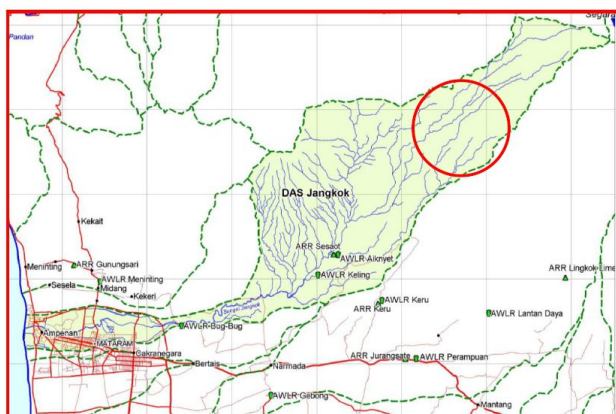 Pandan
Segara
Kekait
DAS Jangkok
ARR Sesaot
AWLR Aiknyet
AWLR Keling
Meninting
ARR Gunungsari
AWLR Meninting
Sesela
Midang
Kekeri
ARR Lingkok Lime
Sungai Jangkok
AWLR Keru
ARR Keru
AWLR Lantan Daya
AWLR-Bug-Bug
Ampenan
MATARAM
Cakranegara
Bertais
Narmada
ARR Jurangsate
AWLR Perampuan
AWLR Gebong
Mantang